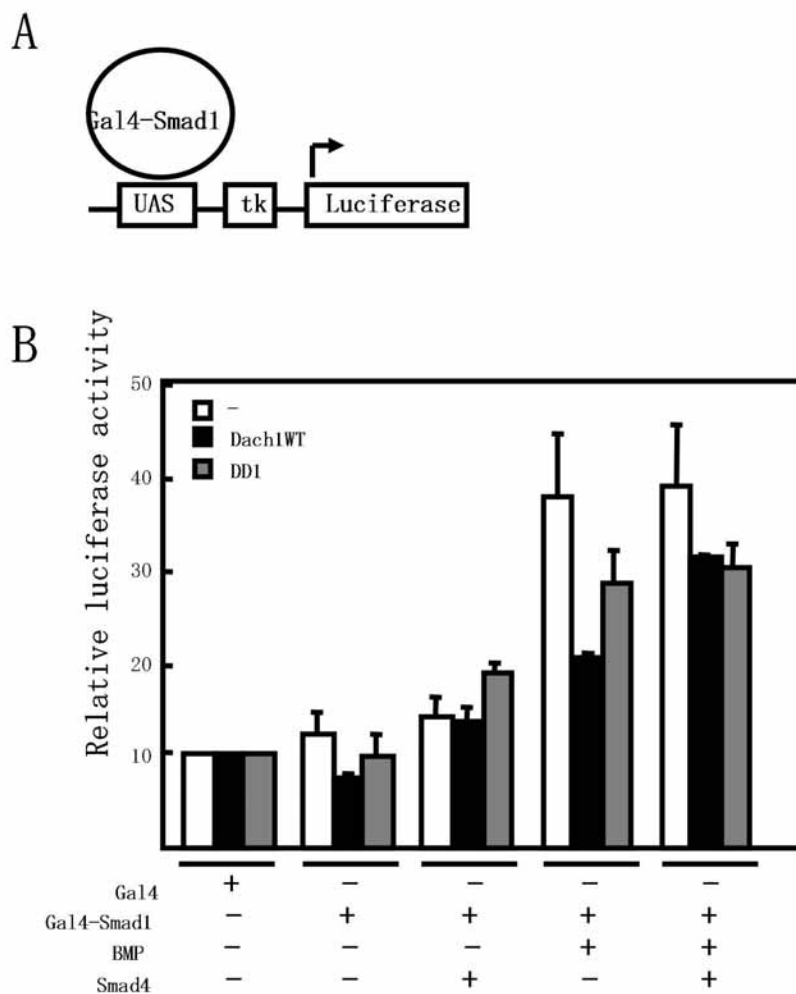 A
Gal4-Smad1
UAS
tk
Luciferase
B
Relative luciferase activity
50
40
30
20
10
－
Dach1WT
DD1
Gal4 + － － － －
Gal4-Smad1 － + + + +
BMP － － － + +
Smad4 － － + － +